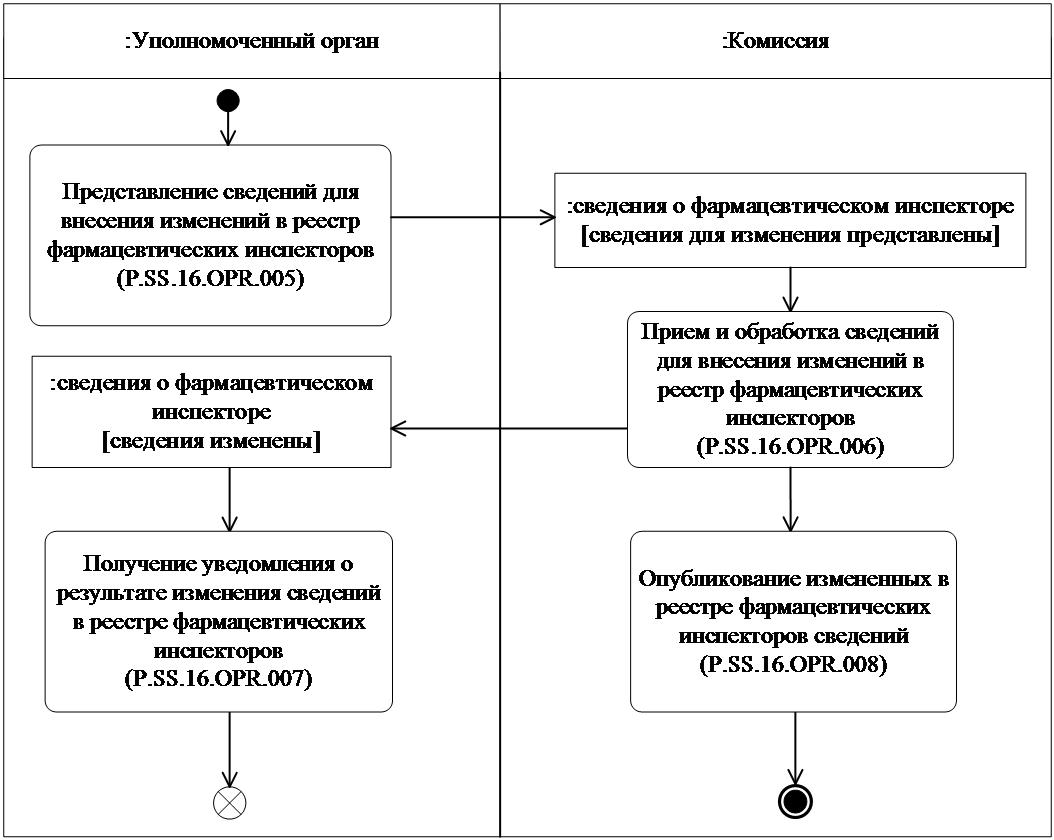 :Уполномоченный орган
:Комиссия
Представление сведений для
внесения изменений в реестр
фармацевтических инспекторов
(P.SS.16.OPR.005)
:сведения о фармацевтическом инспекторе
[сведения для изменения представлены]
Прием и обработка сведений
для внесения изменений в
реестр фармацевтических
инспекторов
(P.SS.16.OPR.006)
:сведения о фармацевтическом
инспекторе
[сведения изменены]
Получение уведомления о
результате изменения сведений
в реестре фармацевтических
инспекторов
(P.SS.16.OPR.007)
Опубликование измененных в
реестре фармацевтических
инспекторов сведений
(P.SS.16.OPR.008)